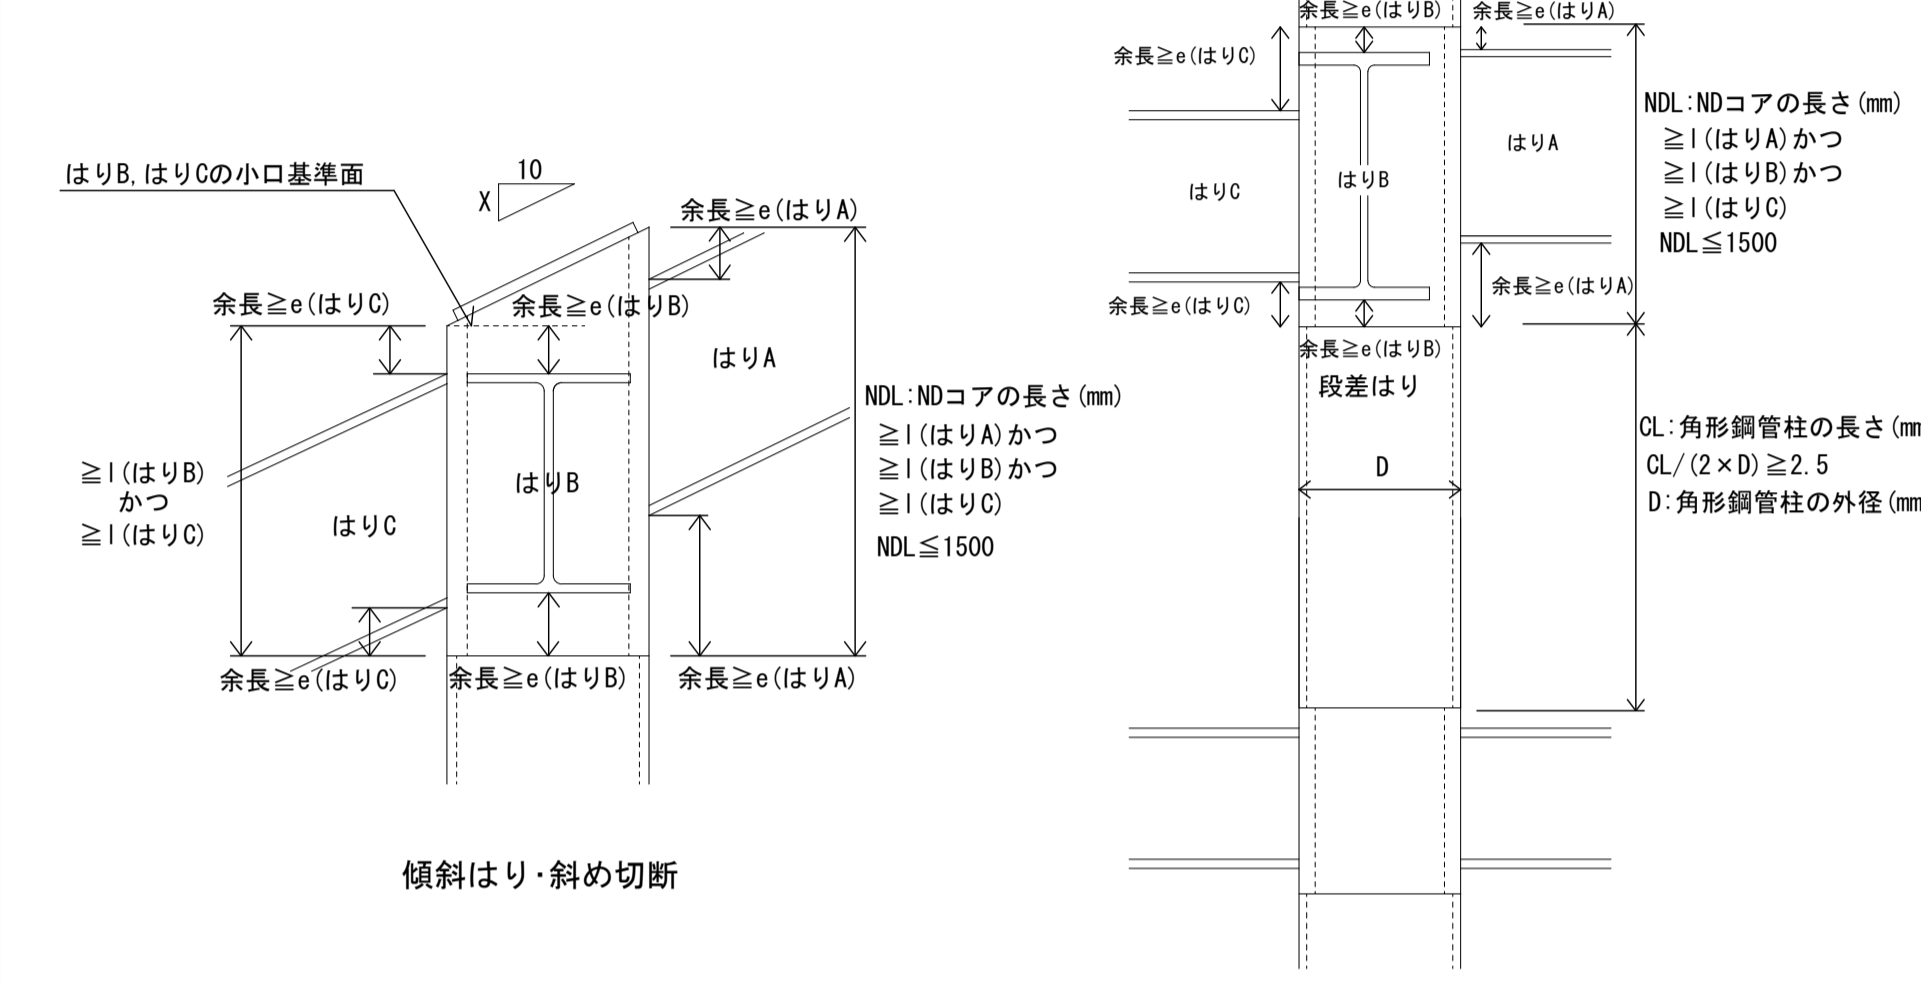 はりB,はりCの小口基準面
10
X
余長≧e(はりA)
余長≧e(はりC)
余長≧e(はりB)
はりA
NDL:NDコアの長さ(mm)
≧l(はりA)かつ
≧l(はりB)かつ
≧l(はりC)
NDL≦1500
≧l(はりB)
かつ
≧l(はりC)
はりB
はりC
余長≧e(はりC)
余長≧e(はりB)
余長≧e(はりA)
傾斜はり・斜め切断
余長≧e(はりB)
余長≧e(はりA)
余長≧e(はりC)
NDL:NDコアの長さ(mm)
≧l(はりA)かつ
≧l(はりB)かつ
≧l(はりC)
NDL≦1500
はりA
はりB
はりC
余長≧e(はりA)
余長≧e(はりC)
余長≧e(はりB)
段差はり
D
CL:角形鋼管柱の長さ(mm
CL/(2×D)≧2.5
D:角形鋼管柱の外径(mm